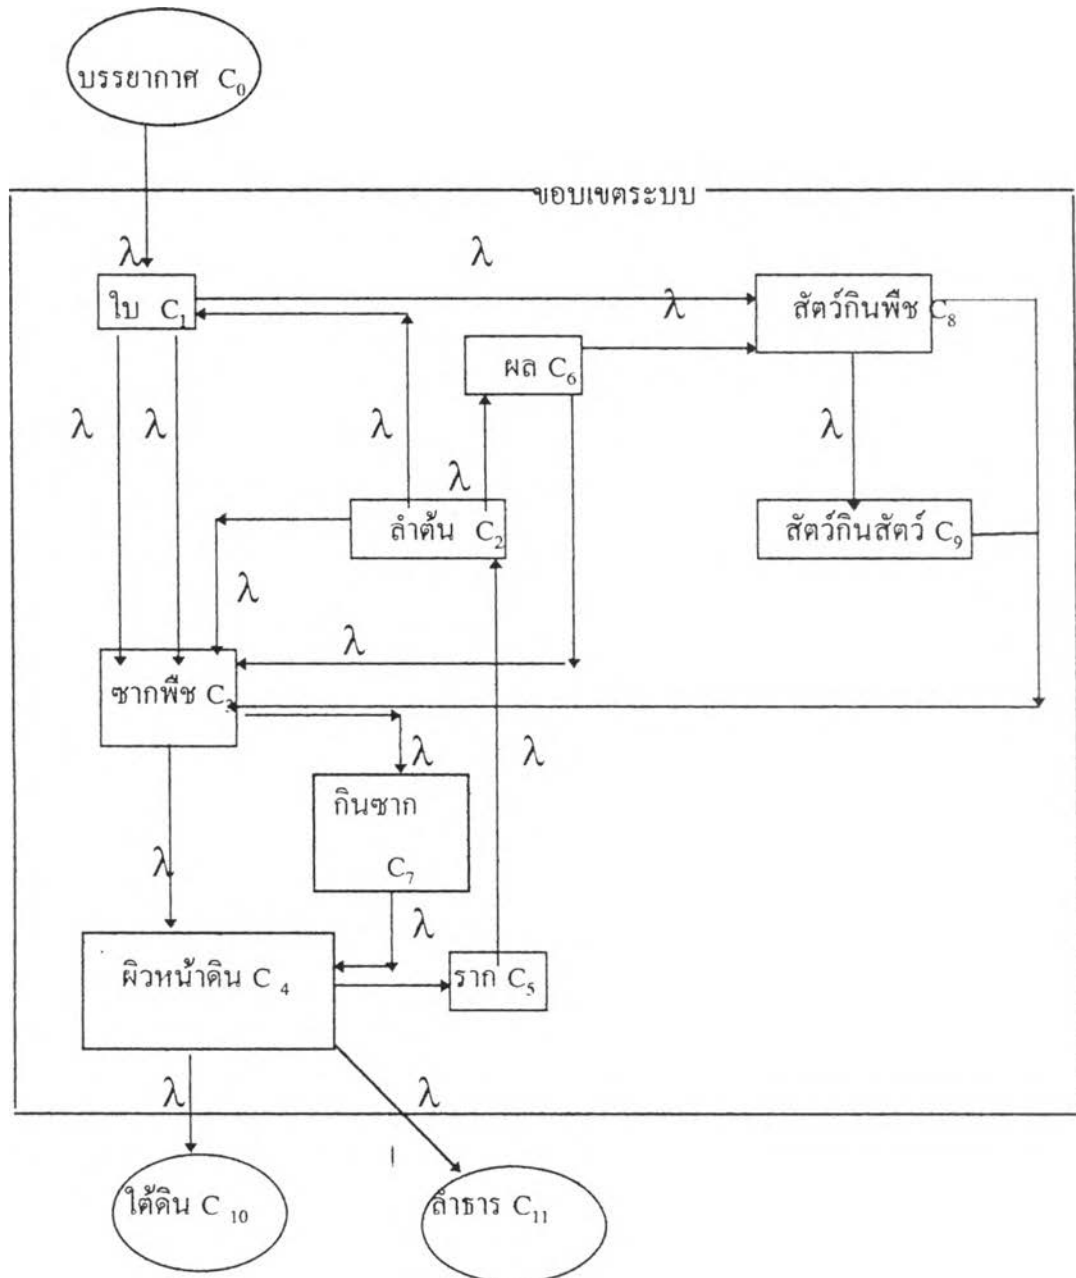 บรรยากาศ C0
ขอบเขตระบบ
λ λ
ใบ C1 λ สัตว์กินพืช C8
ผล C6
λ λ λ λ
λ
ลำต้น C2 สัตว์กินสัตว์ C9
λ
λ
ซากพืช C3
λ λ
กินซาก
λ C7
λ
ผิวหน้าดิน C 4 ราก C5
λ λ
ใต้ดิน C 10 ลำธาร C11